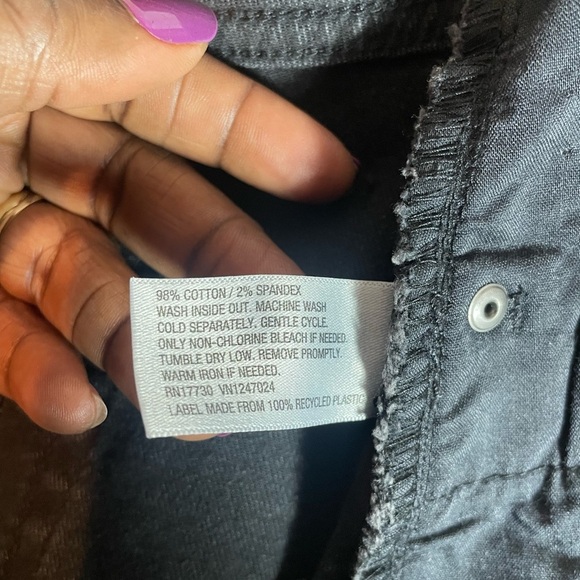 98% COTTON / 2% SPANDEX
WASH INSIDE OUT. MACHINE WASH
COLD SEPARATELY. GENTLE CYCLE.
ONLY NON-CHLORINE BLEACH IF NEEDED.
TUMBLE DRY LOW. REMOVE PROMPTLY.
WARM IRON IF NEEDED.
RN17730 VN1247024
LABEL MADE FROM 100% RECYCLED PLASTIC